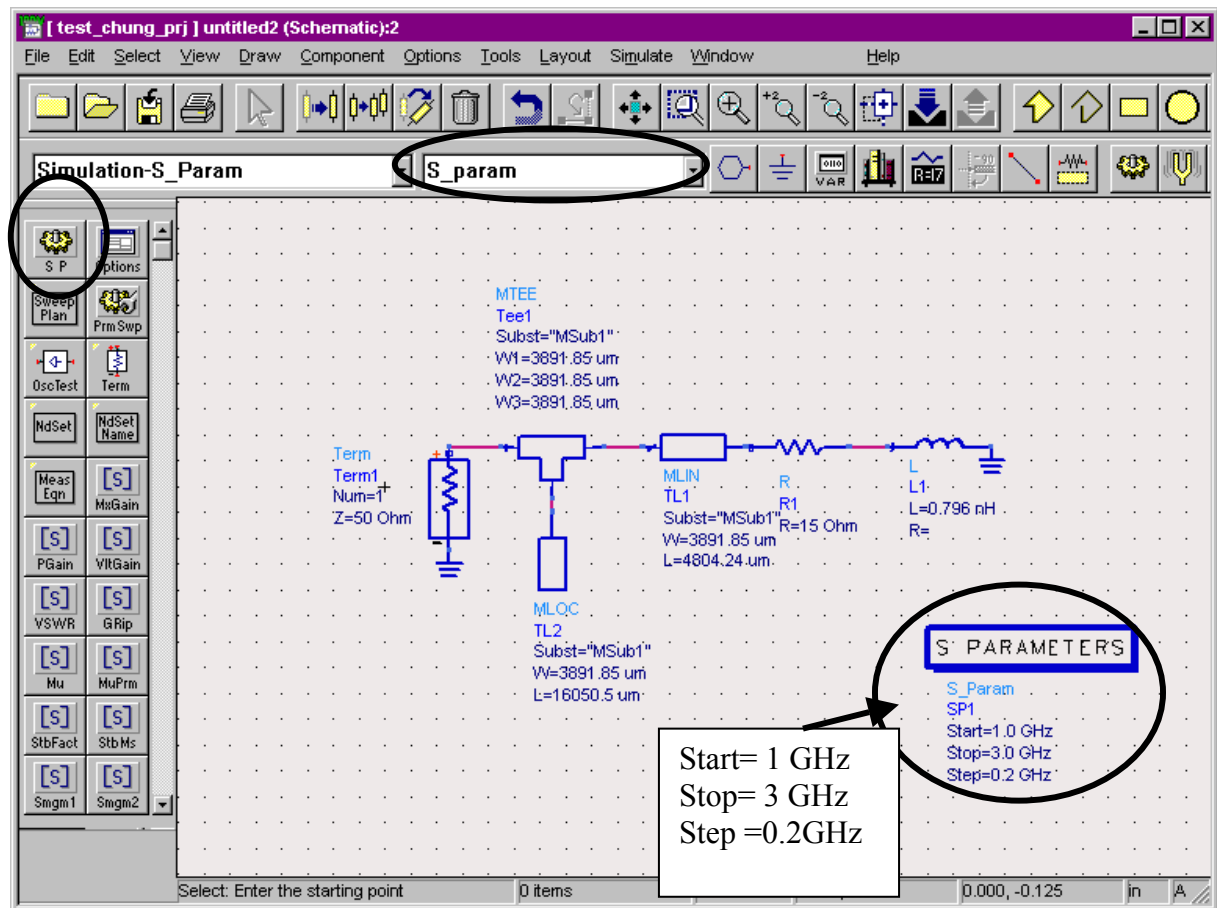 [ test_chung_prj ] untitled2 (Schematic):2
File Edit Select View Draw Component Options Tools Layout Simulate Window Help
Simulation-S_Param
S_param
VAR
R=17
-90
S P
Options
Sweep Plan
Prm Swp
OscTest
Term
NdSet
NdSet Name
Meas Eqn
[S] MxGain
[S] PGain
[S] VltGain
[S] VSWR
[S] GRip
[S] Mu
[S] MuPrm
[S] StbFact
[S] StbMs
[S] Smgm1
[S] Smgm2
MTEE
Tee1
Subst="MSub1"
W1=3891.85 um
W2=3891.85 um
W3=3891.85 um
Term
Term1
Num=1
Z=50 Ohm
MLIN
TL1
Subst="MSub1"
W=3891.85 um
L=4804.24 um
R
R1
R=15 Ohm
L
L1
L=0.796 nH
R=
MLOC
TL2
Subst="MSub1"
W=3891.85 um
L=16050.5 um
S PARAMETERS
S_Param
SP1
Start=1.0 GHz
Stop=3.0 GHz
Step=0.2 GHz
Start= 1 GHz
Stop= 3 GHz
Step =0.2GHz
Select: Enter the starting point
0 items
0.000, -0.125
in
A